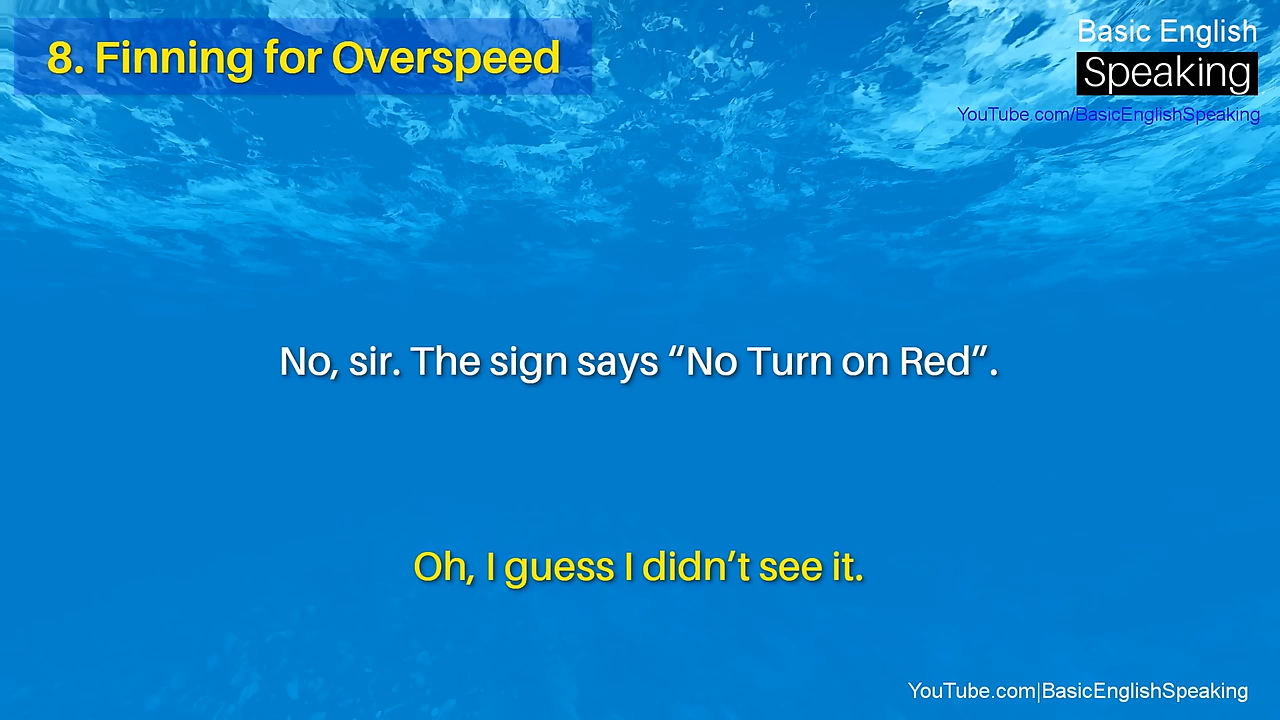 8. Finning for Overspeed
Basic English
Speaking
YouTube.com/BasicEnglishSpeaking
No, sir. The sign says “No Turn on Red”.
Oh, I guess I didn’t see it.
YouTube.com|BasicEnglishSpeaking